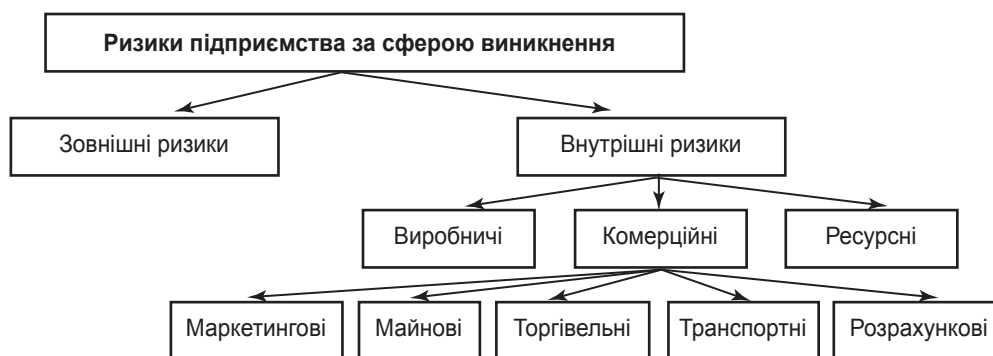 Ризики підприємства за сферою виникнення
Зовнішні ризики
Внутрішні ризики
Виробничі
Комерційні
Ресурсні
Маркетингові
Майнові
Торгівельні
Транспортні
Розрахункові